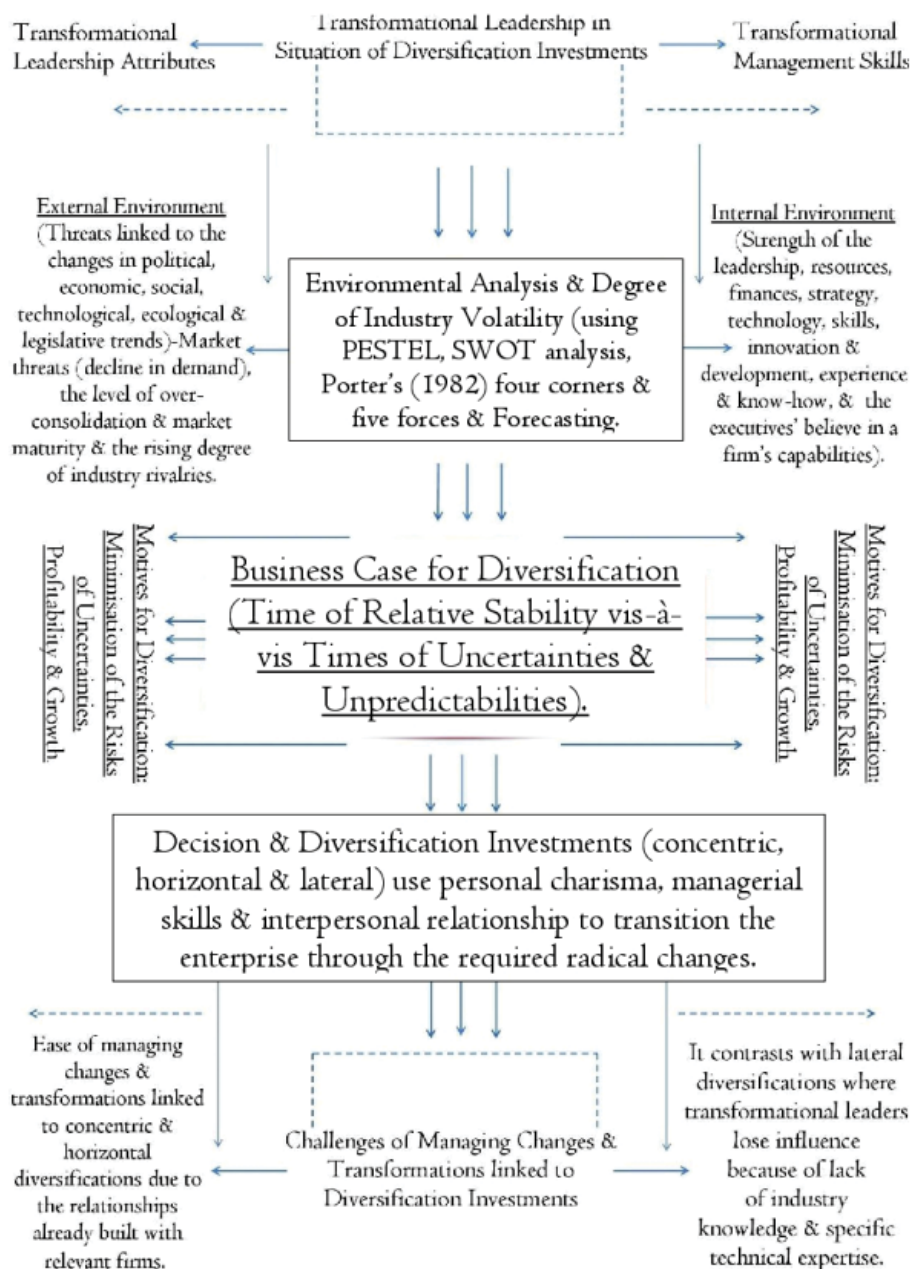 Transformational
Leadership Attributes
Transformational Leadership in
Situation of Diversification Investments
Transformational
Management Skills
External Environment
(Threats linked to the
changes in political,
economic, social,
technological, ecological &
legislative trends)-Market
threats (decline in demand),
the level of over-
consolidation & market
maturity & the rising degree
of industry rivalries.
Environmental Analysis & Degree
of Industry Volatility (using
PESTEL, SWOT analysis,
Porter's (1982) four corners &
five forces & Forecasting.
Internal Environment
(Strength of the
leadership, resources,
finances, strategy,
technology, skills,
innovation &
development, experience
& know-how, & the
executives' believe in a
firm's capabilities).
Motives for Diversification:
Minimisation of the Risks
of Uncertainties,
Profitability & Growth
Business Case for Diversification
(Time of Relative Stability vis-à-
vis Times of Uncertainties &
Unpredictabilities).
Motives for Diversification:
Minimisation of the Risks
of Uncertainties,
Profitability & Growth
Decision & Diversification Investments (concentric,
horizontal & lateral) use personal charisma, managerial
skills & interpersonal relationship to transition the
enterprise through the required radical changes.
Ease of managing
changes &
transformations linked
to concentric &
horizontal
diversifications due to
the relationships
already built with
relevant firms.
Challenges of Managing Changes &
Transformations linked to
Diversification Investments
It contrasts with lateral
diversifications where
transformational leaders
lose influence
because of lack
of industry
knowledge & specific
technical expertise.